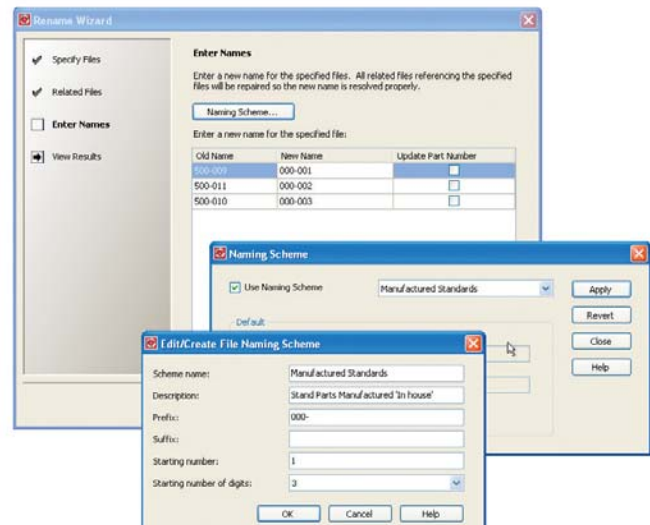 Rename Wizard
Specify Files
Related Files
Enter Names
View Results
Enter Names
Enter a new name for the specified files. All related files referencing the specified
files will be repaired so the new name is resolved properly.
Naming Scheme...
Enter a new name for the specified file:
Old Name New Name Update Part Number
500-009 000-001
500-011 000-002
500-010 000-003
Naming Scheme
Use Naming Scheme Manufactured Standards
Apply
Revert
Close
Help
Default
Edit/Create File Naming Scheme
Scheme name: Manufactured Standards
Description: Stand Parts Manufactured 'In house'
Prefix: 000-
Suffix:
Starting number: 1
Starting number of digits: 3
OK Cancel Help